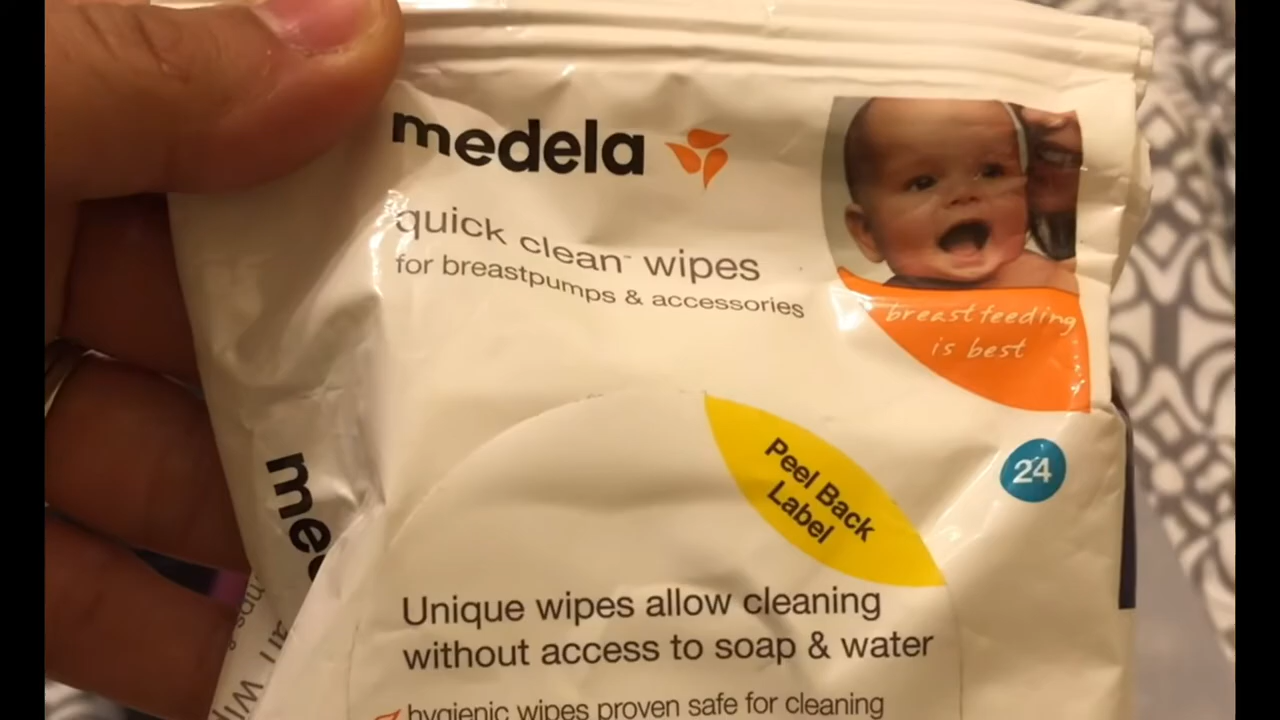 medela
quick clean™ wipes
for breastpumps & accessories
breastfeeding
is best
Peel Back
Label
24
Unique wipes allow cleaning
without access to soap & water
hygienic wipes proven safe for cleaning